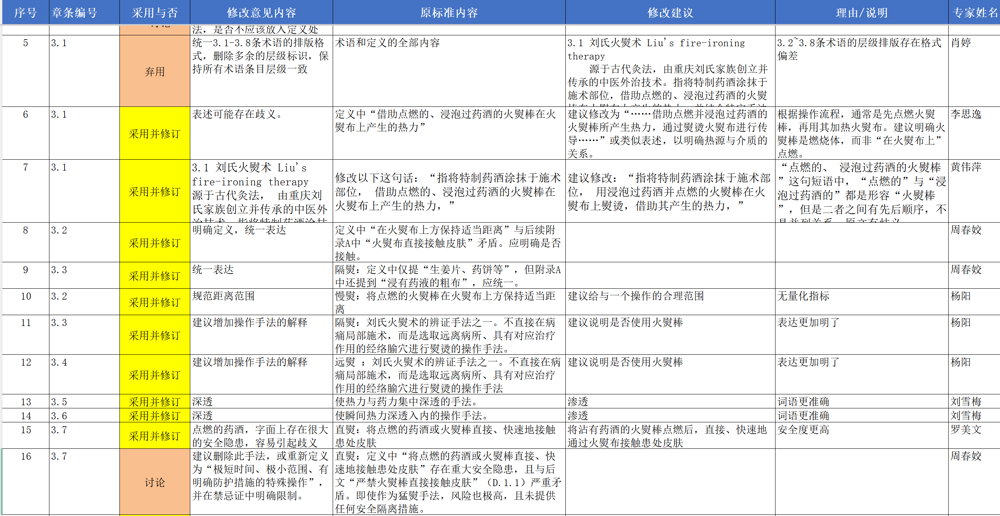 序号 章条编号 采用与否 修改意见内容 原标准内容 修改建议 理由/说明 专家姓名
法，是否不应该放入定义处
5 3.1 弃用
统一3.1-3.8条术语的排版格
式，删除多余的层级标识，保
持所有术语条目层级一致
术语和定义的全部内容
3.1 刘氏火熨术 Liu's fire-ironing
therapy
源于古代灸法，由重庆刘氏家族创立并
传承的中医外治技术。指将特制药酒涂抹于
施术部位，借助点燃的、浸泡过药酒的火熨
3.2~3.8条术语的层级排版存在格式
偏差
肖婷
6 3.1 采用并修订
表述可能存在歧义。
定义中“借助点燃的、浸泡过药酒的火熨棒在火
熨布上产生的热力”
建议修改为“……借助点燃并浸泡过药酒的
火熨棒所产生热力，通过熨烫火熨布进行传
导……”或类似表述，以明确热源与介质的
关系。
根据操作流程，通常是先点燃火熨
棒，再用其加热火熨布。建议明确火
熨棒是燃烧体，而非“在火熨布上”
点燃。
李思逸
7 3.1 采用并修订
3.1 刘氏火熨术 Liu's
fire-ironing therapy
源于古代灸法， 由重庆刘
氏家族创立并传承的中医外
修改以下这句话：“指将特制药酒涂抹于施术
部位， 借助点燃的、浸泡过药酒的火熨棒在
火熨布上产生的热力，”
建议修改：“指将特制药酒涂抹于施术部
位， 用浸泡过药酒并点燃的火熨棒在火
熨布上熨烫，借助其产生的热力，”
“点燃的、 浸泡过药酒的火熨棒
”这句短语中，“点燃的”与“浸
泡过药酒的”都是形容“火熨棒
”，但是二者之间有先后顺序，不
黄伟萍
8 3.2 采用并修订
明确定义，统一表达
定义中“在火熨布上方保持适当距离”与后续附
录A中“火熨布直接接触皮肤”矛盾。应明确是否
接触。
周春姣
9 3.3 采用并修订
统一表达
隔熨：定义中仅提“生姜片、药饼等”，但附录A
中还提到“浸有药液的粗布”，应统一。
周春姣
10 3.2 采用并修订
规范距离范围
慢熨：将点燃的火熨棒在火熨布上方保持适当距
离
建议给与一个操作的合理范围
无量化指标
杨阳
11 3.3 采用并修订
建议增加操作手法的解释
隔熨：刘氏火熨术的辨证手法之一。不直接在病
痛局部施术，而是选取远离病所、具有对应治疗
作用的经络腧穴进行熨烫的操作手法。
建议说明是否使用火熨棒
表达更加明了
杨阳
12 3.4 采用并修订
建议增加操作手法的解释
远熨 ：刘氏火熨术的辨证手法之一。不直接在病
痛局部施术，而是选取远离病所、具有对应治疗
作用的经络腧穴进行熨烫的操作手法
建议说明是否使用火熨棒
表达更加明了
杨阳
13 3.5 采用并修订 深透 使热力与药力集中深透的手法。 渗透 词语更准确 刘雪梅
14 3.6 采用并修订 深透 使瞬间热力深透入内的操作手法。 渗透 词语更准确 刘雪梅
15 3.7 采用并修订
点燃的药酒，字面上存在很大
的安全隐患，容易引起歧义
直熨：将点燃的药酒或火熨棒直接、快速地接触
患处皮肤
将沾有药酒的火熨棒点燃后，直接、快速地
通过火熨布接触患处皮肤
安全度更高
罗美文
16 3.7 讨论
建议删除此手法，或重新定义
为“极短时间、极小范围、有
明确防护措施的特殊操作”，
并在禁忌证中明确限制。
直熨：定义中“将点燃的药酒或火熨棒直接、快
速地接触患处皮肤”存在重大安全隐患，且与后
文“严禁火熨棒直接接触皮肤”（D.1.1）严重矛
盾。即使作为猛熨手法，风险也极高，且未提供
任何安全隔离措施。
周春姣